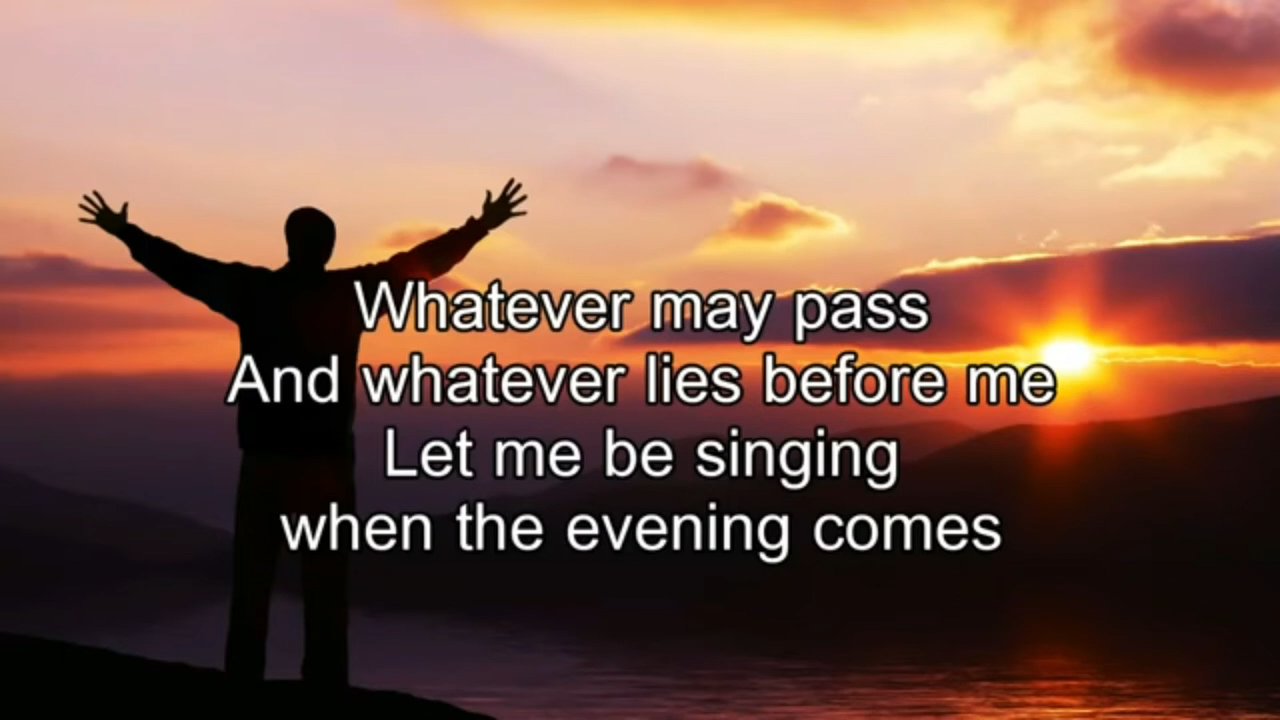 Whatever may pass
And whatever lies before me
Let me be singing
when the evening comes